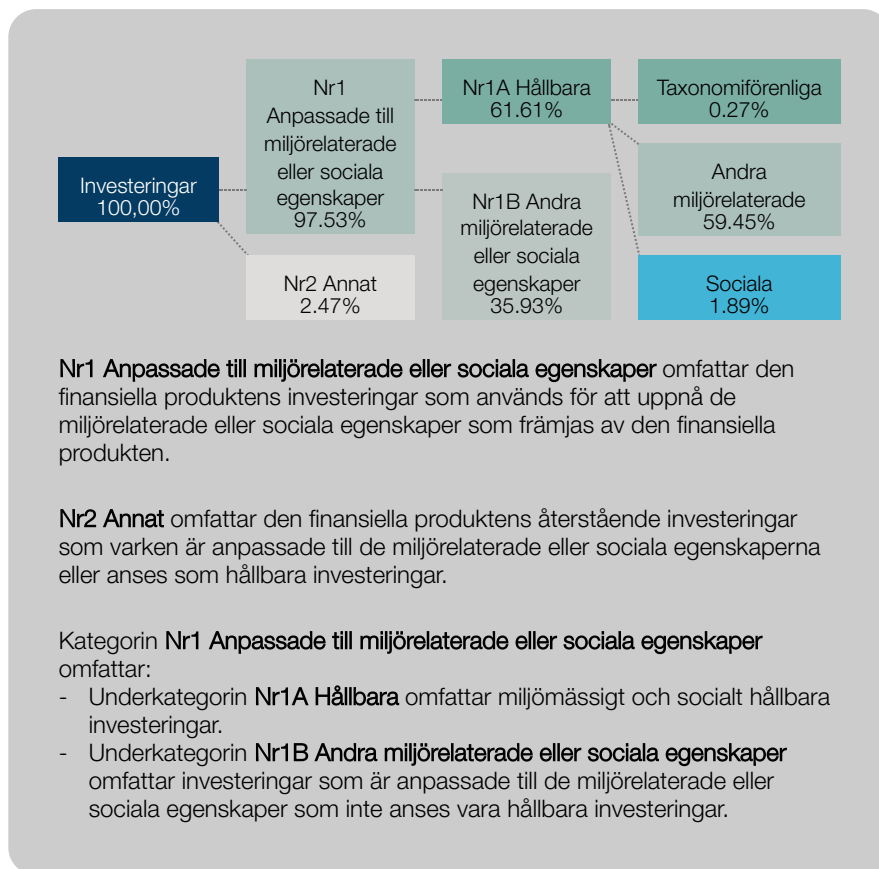 Investeringar
100,00%
Nr1
Anpassade till
miljörelaterade
eller sociala
egenskaper
97.53%
Nr2 Annat
2.47%
Nr1A Hållbara
61.61%
Nr1B Andra
miljörelaterade
eller sociala
egenskaper
35.93%
Taxonomiförenliga
0.27%
Andra
miljörelaterade
59.45%
Sociala
1.89%
Nr1 Anpassade till miljörelaterade eller sociala egenskaper omfattar den
finansiella produktens investeringar som används för att uppnå de
miljörelaterade eller sociala egenskaper som främjas av den finansiella
produkten.
Nr2 Annat omfattar den finansiella produktens återstående investeringar
som varken är anpassade till de miljörelaterade eller sociala egenskaperna
eller anses som hållbara investeringar.
Kategorin Nr1 Anpassade till miljörelaterade eller sociala egenskaper
omfattar:
- Underkategorin Nr1A Hållbara omfattar miljömässigt och socialt hållbara
investeringar.
- Underkategorin Nr1B Andra miljörelaterade eller sociala egenskaper
omfattar investeringar som är anpassade till de miljörelaterade eller
sociala egenskaper som inte anses vara hållbara investeringar.